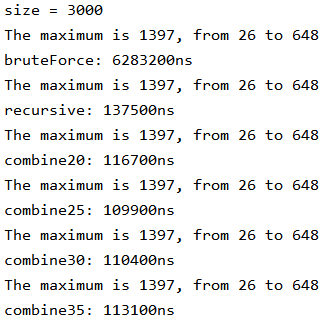 size = 3000
The maximum is 1397, from 26 to 648
bruteForce: 6283200ns
The maximum is 1397, from 26 to 648
recursive: 137500ns
The maximum is 1397, from 26 to 648
combine20: 116700ns
The maximum is 1397, from 26 to 648
combine25: 109900ns
The maximum is 1397, from 26 to 648
combine30: 110400ns
The maximum is 1397, from 26 to 648
combine35: 113100ns